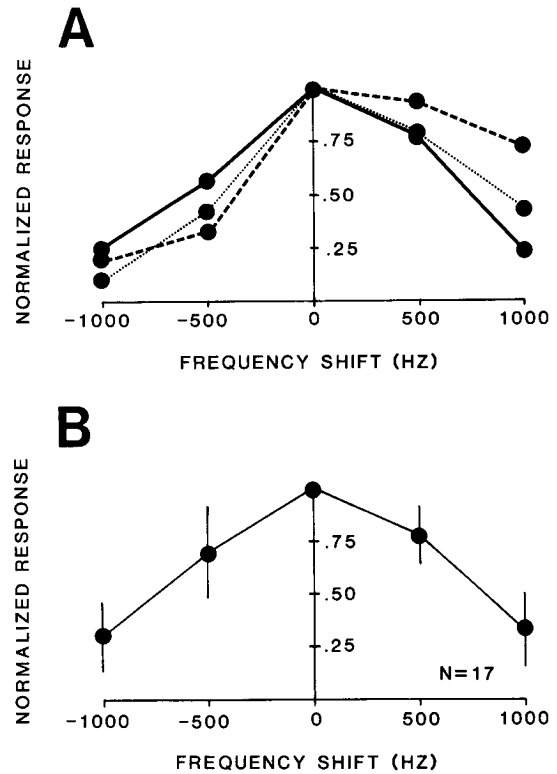 A
NORMALIZED RESPONSE
.75
.50
.25
-1000 -500 0 500 1000
FREQUENCY SHIFT (HZ)
B
NORMALIZED RESPONSE
.75
.50
.25
N=17
-1000 -500 0 500 1000
FREQUENCY SHIFT (HZ)